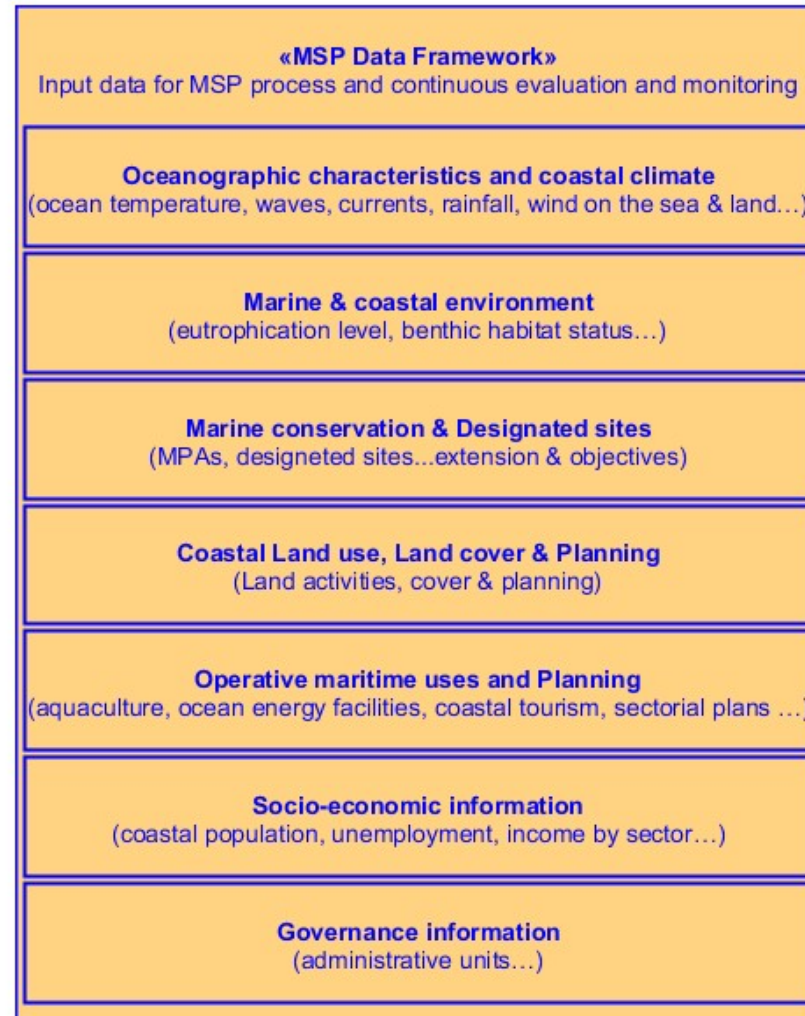 «MSP Data Framework»
Input data for MSP process and continuous evaluation and monitoring
Oceanographic characteristics and coastal climate
(ocean temperature, waves, currents, rainfall, wind on the sea & land...)
Marine & coastal environment
(eutrophication level, benthic habitat status...)
Marine conservation & Designated sites
(MPAs, designeted sites...extension & objectives)
Coastal Land use, Land cover & Planning
(Land activities, cover & planning)
Operative maritime uses and Planning
(aquaculture, ocean energy facilities, coastal tourism, sectorial plans ...)
Socio-economic information
(coastal population, unemployment, income by sector...)
Governance information
(administrative units...)